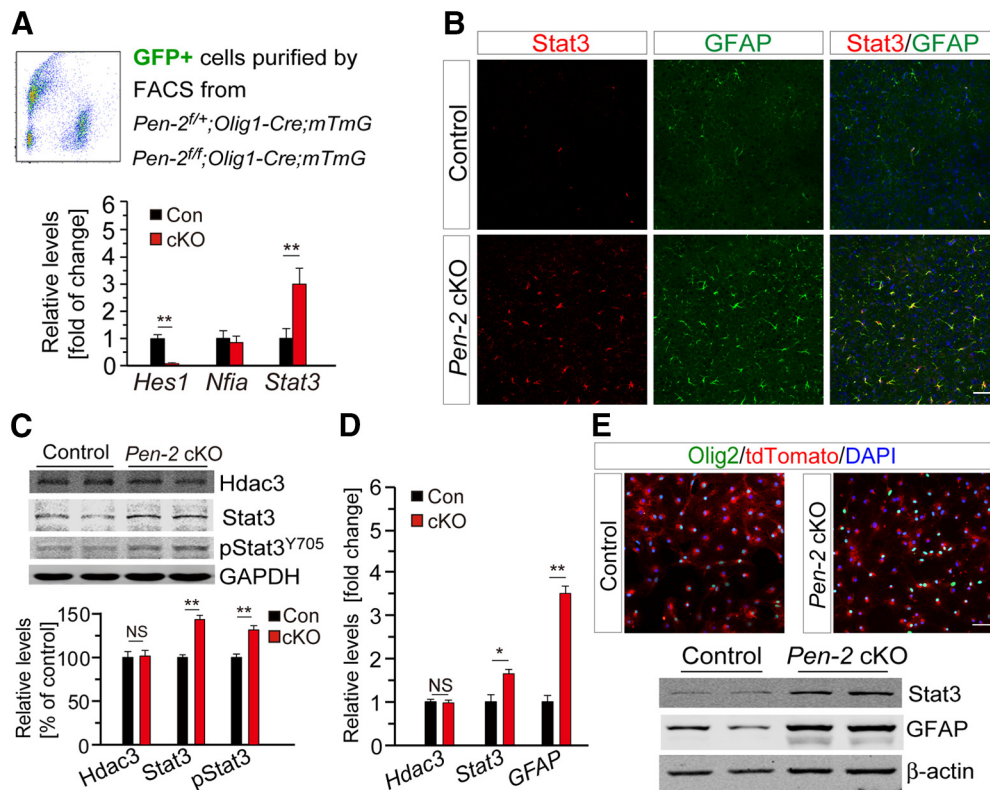 A
GFP+ cells purified by
FACS from
Pen-2f/+;Olig1-Cre;mTmG
Pen-2f/f;Olig1-Cre;mTmG
Relative levels
[fold of change]
6
5
4
3
2
1
0
Con
cKO
**
**
Hes1 Nfia Stat3
B
Stat3 GFAP Stat3/GFAP
Control
Pen-2 cKO
C
Control Pen-2 cKO
Hdac3
Stat3
pStat3Y705
GAPDH
Relative levels
[% of control]
150
100
50
0
Con
cKO
NS
**
**
Hdac3 Stat3 pStat3
D
Relative levels [fold change]
6
5
4
3
2
1
0
Con
cKO
NS
*
**
Hdac3 Stat3 GFAP
E
Olig2/tdTomato/DAPI
Control
Pen-2 cKO
Control Pen-2 cKO
Stat3
GFAP
β-actin